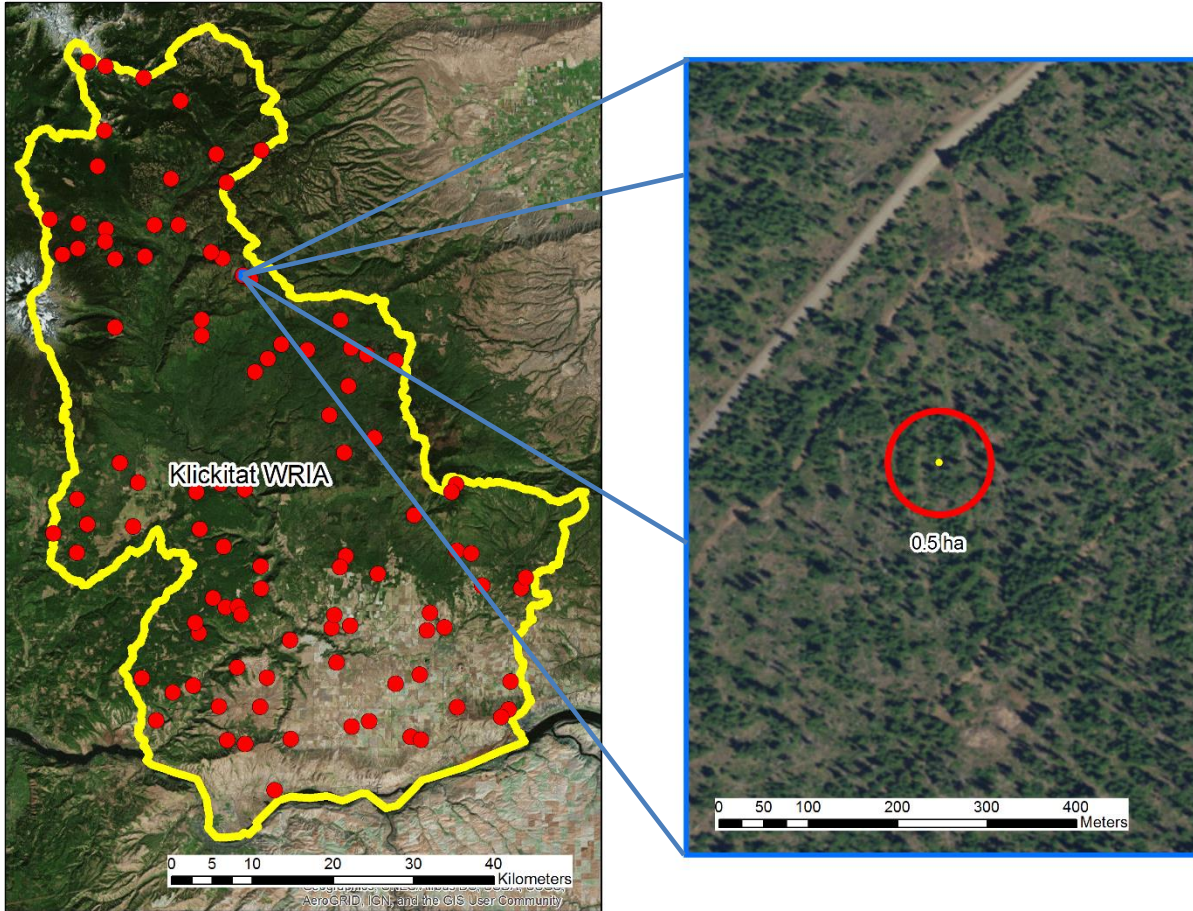 Klickitat WRIA
0 5 10 20 30 40
Kilometers
AeroGRID, IGN, and the GIS User Community
0.5 ha
0 50 100 200 300 400
Meters